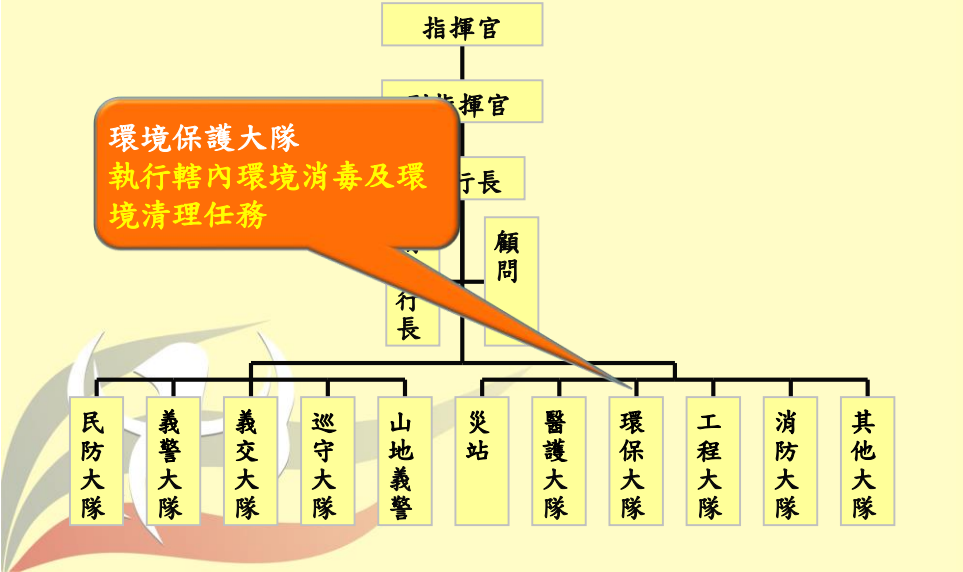 指揮官
指揮官
環境保護大隊
執行轄內環境消毒及環
境清理任務
行長
顧問
行長
民防大隊
義警大隊
義交大隊
巡守大隊
山地義警
災站
醫護大隊
環保大隊
工程大隊
消防大隊
其他大隊